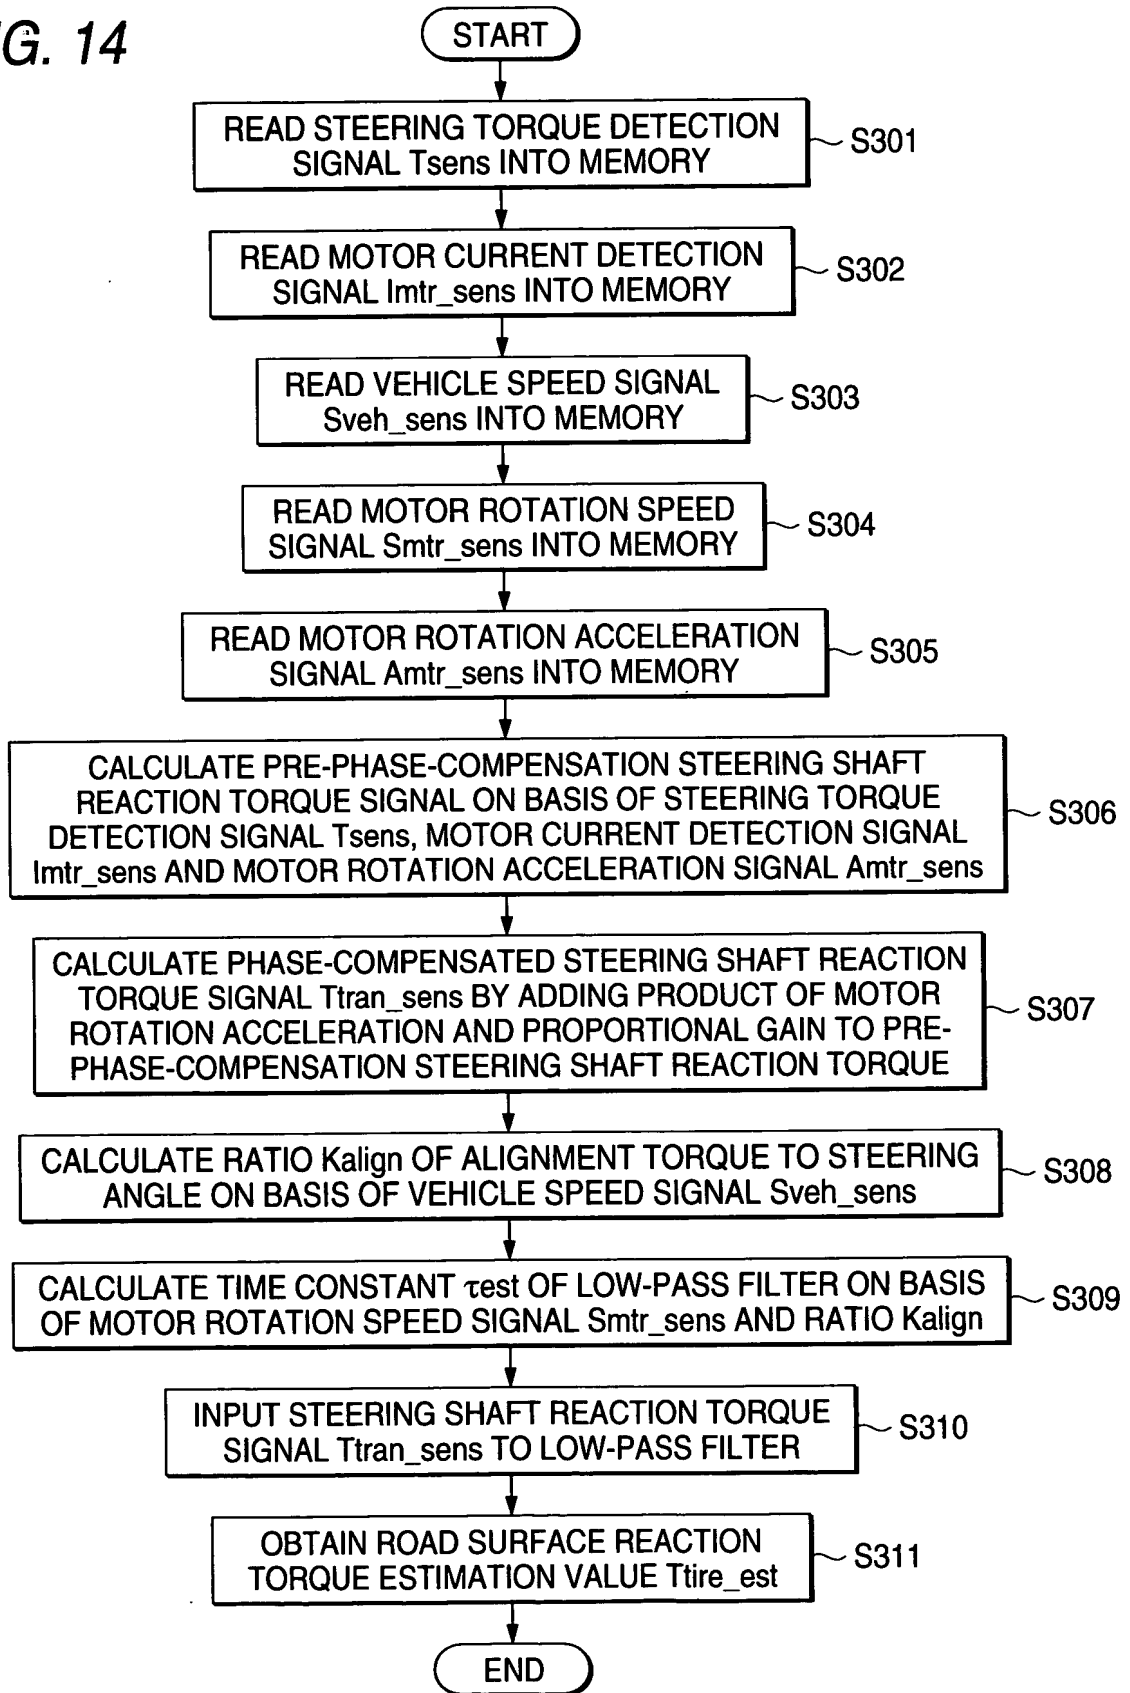 G. 14
START
READ STEERING TORQUE DETECTION
SIGNAL Tsens INTO MEMORY
S301
READ MOTOR CURRENT DETECTION
SIGNAL Imtr_sens INTO MEMORY
S302
READ VEHICLE SPEED SIGNAL
Sveh_sens INTO MEMORY
S303
READ MOTOR ROTATION SPEED
SIGNAL Smtr_sens INTO MEMORY
S304
READ MOTOR ROTATION ACCELERATION
SIGNAL Amtr_sens INTO MEMORY
S305
CALCULATE PRE-PHASE-COMPENSATION STEERING SHAFT
REACTION TORQUE SIGNAL ON BASIS OF STEERING TORQUE
DETECTION SIGNAL Tsens, MOTOR CURRENT DETECTION SIGNAL
Imtr_sens AND MOTOR ROTATION ACCELERATION SIGNAL Amtr_sens
S306
CALCULATE PHASE-COMPENSATED STEERING SHAFT REACTION
TORQUE SIGNAL Ttran_sens BY ADDING PRODUCT OF MOTOR
ROTATION ACCELERATION AND PROPORTIONAL GAIN TO PRE-
PHASE-COMPENSATION STEERING SHAFT REACTION TORQUE
S307
CALCULATE RATIO Kalign OF ALIGNMENT TORQUE TO STEERING
ANGLE ON BASIS OF VEHICLE SPEED SIGNAL Sveh_sens
S308
CALCULATE TIME CONSTANT τest OF LOW-PASS FILTER ON BASIS
OF MOTOR ROTATION SPEED SIGNAL Smtr_sens AND RATIO Kalign
S309
INPUT STEERING SHAFT REACTION TORQUE
SIGNAL Ttran_sens TO LOW-PASS FILTER
S310
OBTAIN ROAD SURFACE REACTION
TORQUE ESTIMATION VALUE Ttire_est
S311
END